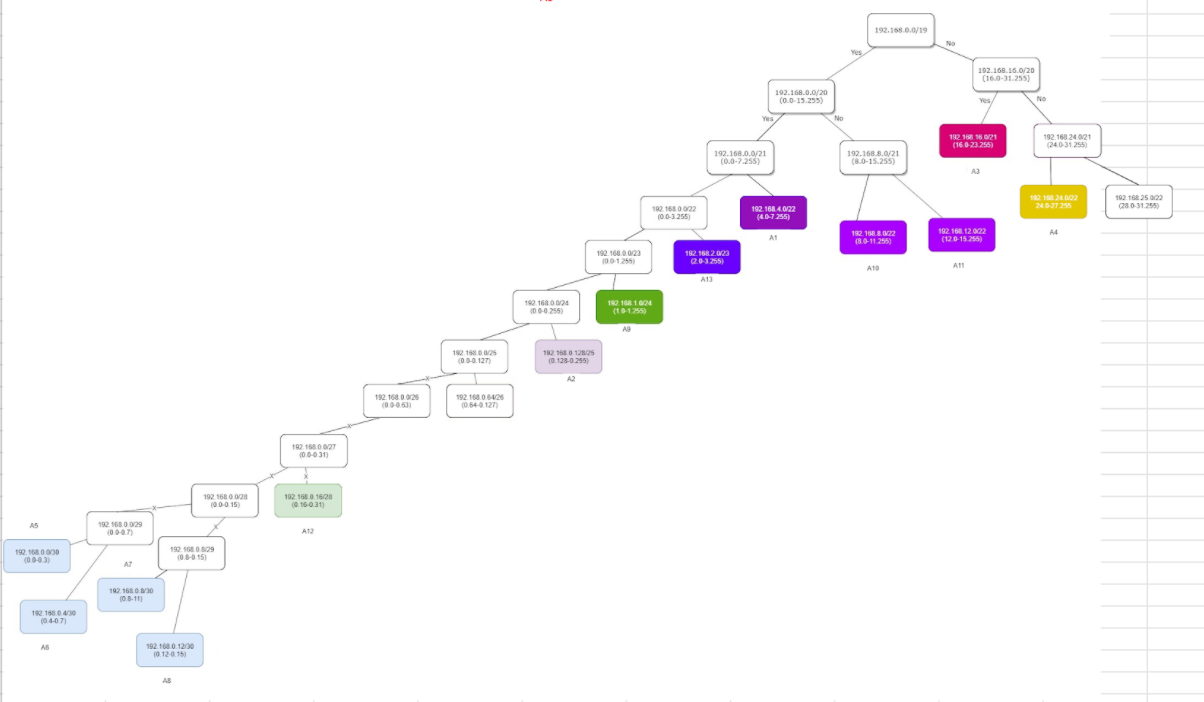 192.168.0.0/19
Yes
No
192.168.16.0/20
(16.0-31.255)
192.168.0.0/20
(0.0-15.255)
Yes
No
Yes
No
192.168.16.0/21
(16.0-23.255)
A3
192.168.24.0/21
(24.0-31.255)
192.168.0.0/21
(0.0-7.255)
192.168.8.0/21
(8.0-15.255)
192.168.24.0/22
24.0-27.255
A4
192.168.25.0/22
(28.0-31.255)
192.168.0.0/22
(0.0-3.255)
192.168.4.0/22
(4.0-7.255)
A1
192.168.8.0/22
(8.0-11.255)
A10
192.168.12.0/22
(12.0-15.255)
A11
192.168.0.0/23
(0.0-1.255)
192.168.2.0/23
(2.0-3.255)
A13
192.168.0.0/24
(0.0-0.255)
192.168.1.0/24
(1.0-1.255)
A9
192.168.0.0/25
(0.0-0.127)
192.168.0.128/25
(0.128-0.255)
A2
X
192.168.0.0/26
(0.0-0.63)
192.168.0.64/26
(0.64-0.127)
X
192.168.0.0/27
(0.0-0.31)
X
X
192.168.0.0/28
(0.0-0.15)
192.168.0.16/28
(0.16-0.31)
A12
X
X
192.168.0.0/29
(0.0-0.7)
192.168.0.8/29
(0.8-0.15)
A5
192.168.0.0/30
(0.0-0.3)
A7
192.168.0.8/30
(0.8-11)
192.168.0.4/30
(0.4-0.7)
A6
192.168.0.12/30
(0.12-0.15)
A8